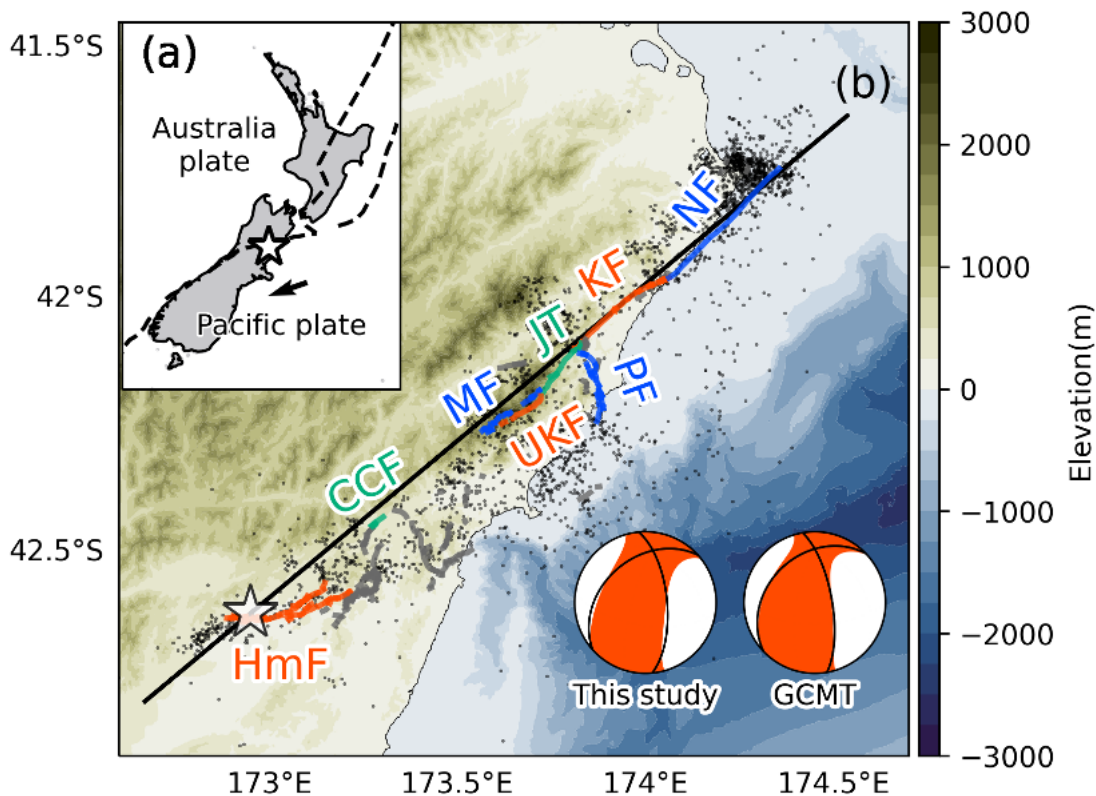 (a)
Australia
plate
Pacific plate
(b)
NF
KF
JT
PF
MF
UKF
CCF
HmF
This study
GCMT
41.5°S
42°S
42.5°S
173°E
173.5°E
174°E
174.5°E
3000
2000
1000
0
−1000
−2000
−3000
Elevation(m)